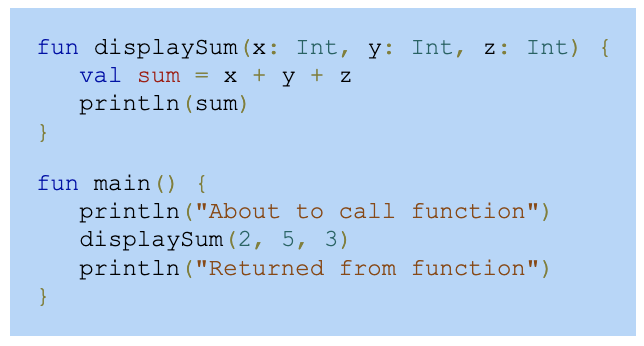 fun displaySum(x: Int, y: Int, z: Int) {
   val sum = x + y + z
   println(sum)
}

fun main() {
   println("About to call function")
   displaySum(2, 5, 3)
   println("Returned from function")
}